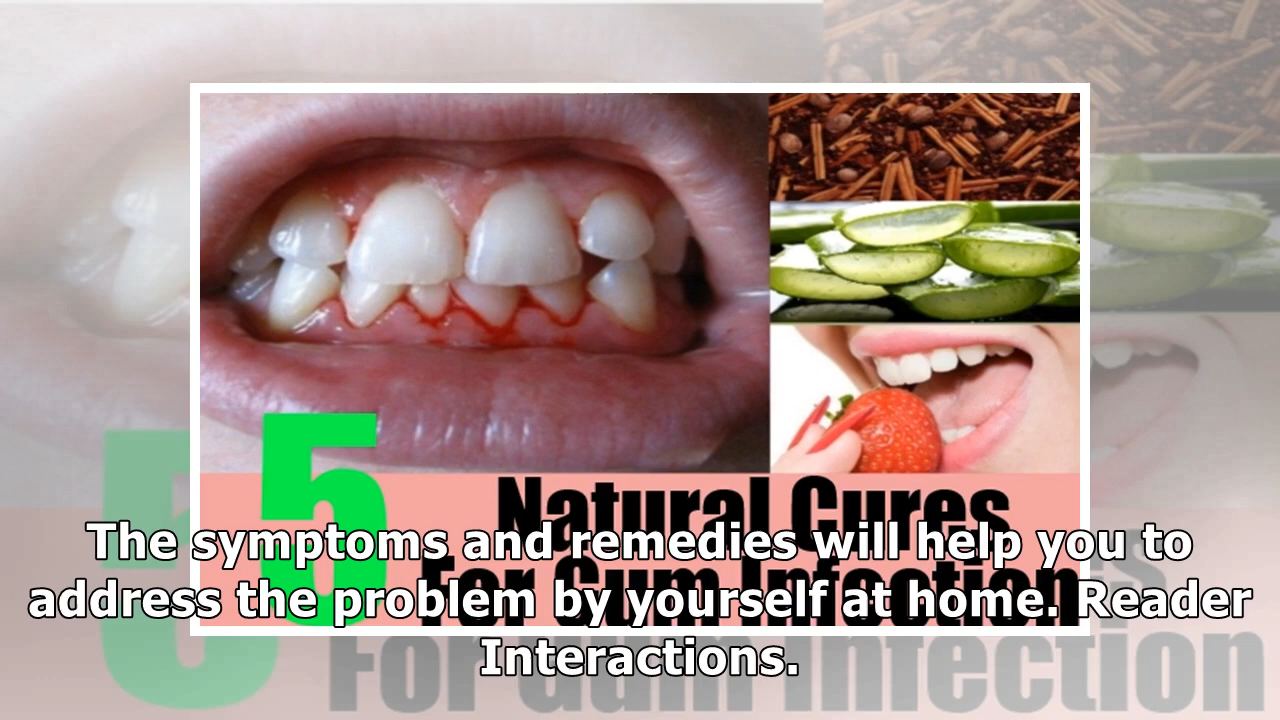 5 Natural Cures
For Gum Infection
The symptoms and remedies will help you to
address the problem by yourself at home. Reader
Interactions.